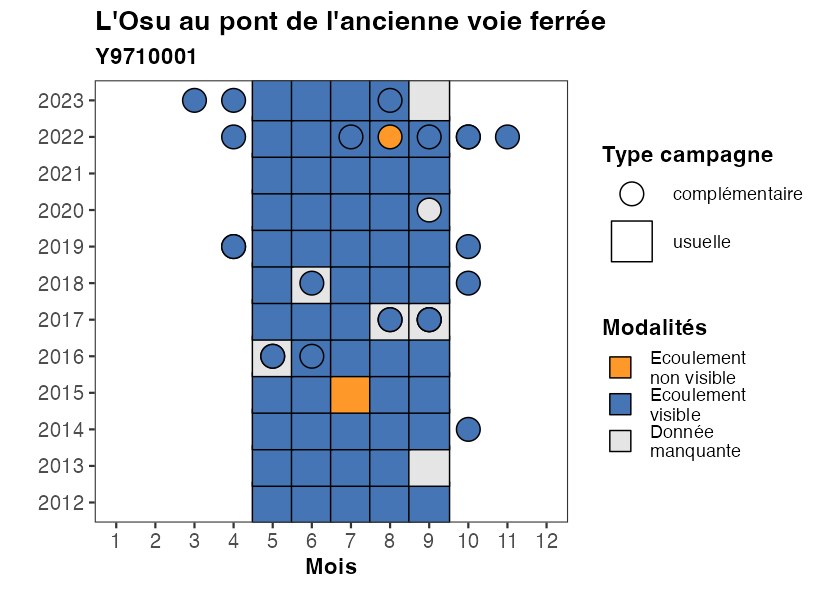 L'Osu au pont de l'ancienne voie ferrée
Y9710001
2023
2022
2021
2020
2019
2018
2017
2016
2015
2014
2013
2012
1 2 3 4 5 6 7 8 9 10 11 12
Mois
Type campagne
complémentaire
usuelle
Modalités
Ecoulement
non visible
Ecoulement
visible
Donnée
manquante